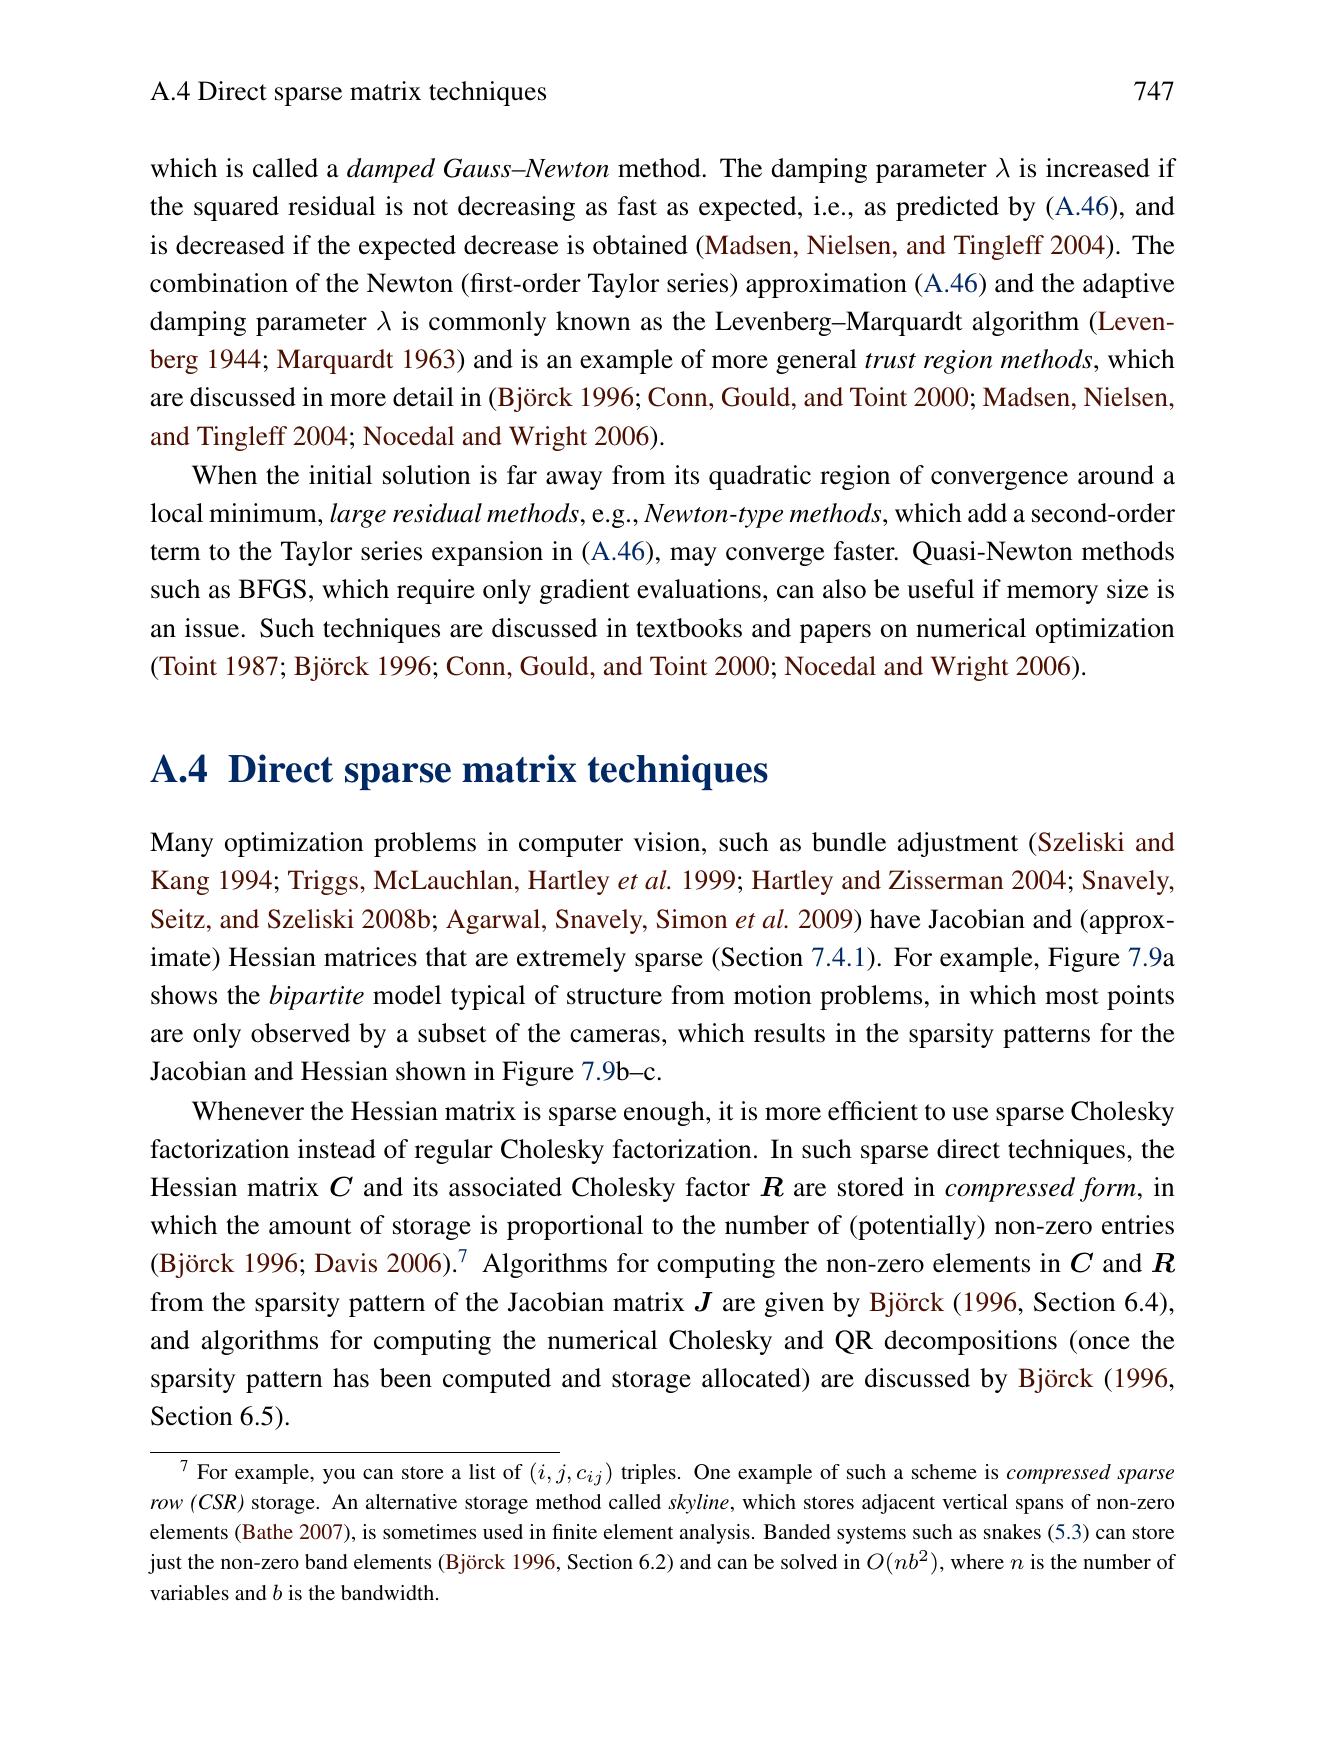 A.4 Direct sparse matrix techniques 747
which is called a damped Gauss–Newton method. The damping parameter λ is increased if
the squared residual is not decreasing as fast as expected, i.e., as predicted by (A.46), and
is decreased if the expected decrease is obtained (Madsen, Nielsen, and Tingleff 2004). The
combination of the Newton (first-order Taylor series) approximation (A.46) and the adaptive
damping parameter λ is commonly known as the Levenberg–Marquardt algorithm (Leven-
berg 1944; Marquardt 1963) and is an example of more general trust region methods, which
are discussed in more detail in (Björck 1996; Conn, Gould, and Toint 2000; Madsen, Nielsen,
and Tingleff 2004; Nocedal and Wright 2006).
When the initial solution is far away from its quadratic region of convergence around a
local minimum, large residual methods, e.g., Newton-type methods, which add a second-order
term to the Taylor series expansion in (A.46), may converge faster. Quasi-Newton methods
such as BFGS, which require only gradient evaluations, can also be useful if memory size is
an issue. Such techniques are discussed in textbooks and papers on numerical optimization
(Toint 1987; Björck 1996; Conn, Gould, and Toint 2000; Nocedal and Wright 2006).
A.4 Direct sparse matrix techniques
Many optimization problems in computer vision, such as bundle adjustment (Szeliski and
Kang 1994; Triggs, McLauchlan, Hartley et al. 1999; Hartley and Zisserman 2004; Snavely,
Seitz, and Szeliski 2008b; Agarwal, Snavely, Simon et al. 2009) have Jacobian and (approx-
imate) Hessian matrices that are extremely sparse (Section 7.4.1). For example, Figure 7.9a
shows the bipartite model typical of structure from motion problems, in which most points
are only observed by a subset of the cameras, which results in the sparsity patterns for the
Jacobian and Hessian shown in Figure 7.9b–c.
Whenever the Hessian matrix is sparse enough, it is more efficient to use sparse Cholesky
factorization instead of regular Cholesky factorization. In such sparse direct techniques, the
Hessian matrix C and its associated Cholesky factor R are stored in compressed form, in
which the amount of storage is proportional to the number of (potentially) non-zero entries
(Björck 1996; Davis 2006).⁷ Algorithms for computing the non-zero elements in C and R
from the sparsity pattern of the Jacobian matrix J are given by Björck (1996, Section 6.4),
and algorithms for computing the numerical Cholesky and QR decompositions (once the
sparsity pattern has been computed and storage allocated) are discussed by Björck (1996,
Section 6.5).
⁷ For example, you can store a list of (i, j, cᵢⱼ) triples. One example of such a scheme is compressed sparse
row (CSR) storage. An alternative storage method called skyline, which stores adjacent vertical spans of non-zero
elements (Bathe 2007), is sometimes used in finite element analysis. Banded systems such as snakes (5.3) can store
just the non-zero band elements (Björck 1996, Section 6.2) and can be solved in O(nb²), where n is the number of
variables and b is the bandwidth.